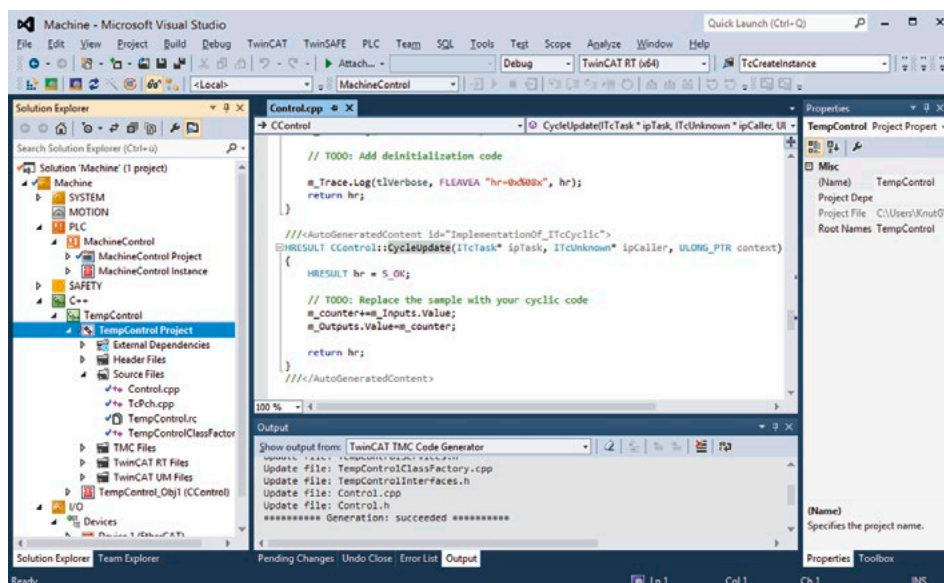 Machine - Microsoft Visual Studio
Quick Launch (Ctrl+Q)
File Edit View Project Build Debug TwinCAT TwinSAFE PLC Team SQL Tools Test Scope Analyze Window Help
Attach... Debug TwinCAT RT (x64) TcCreateInstance
<Local> MachineControl
Solution Explorer
Search Solution Explorer (Ctrl+ü)
Solution 'Machine' (1 project)
Machine
SYSTEM
MOTION
PLC
MachineControl
MachineControl Project
MachineControl Instance
SAFETY
C++
TempControl
TempControl Project
External Dependencies
Header Files
Source Files
Control.cpp
TcPch.cpp
TempControl.rc
TempControlClassFactor
TMC Files
TwinCAT RT Files
TwinCAT UM Files
TempControl_Obj1 (CControl)
I/O
Devices
Device 1 (EtherCAT)
Solution Explorer Team Explorer
Control.cpp
CControl CycleUpdate(ITcTask * ipTask, ITcUnknown * ipCaller, UL
// TODO: Add deinitialization code
m_Trace.Log(tlVerbose, FLEAVEA "hr=0x%08x", hr);
return hr;
}
///<AutoGeneratedContent id="ImplementationOf_ITcCyclic">
HRESULT CControl::CycleUpdate(ITcTask* ipTask, ITcUnknown* ipCaller, ULONG_PTR context)
{
HRESULT hr = S_OK;
// TODO: Replace the sample with your cyclic code
m_counter+=m_Inputs.Value;
m_Outputs.Value=m_counter;
return hr;
}
///</AutoGeneratedContent>
100 %
Output
Show output from: TwinCAT TMC Code Generator
Update file: TempControlServices.h
Update file: TempControlClassFactory.cpp
Update file: TempControlInterfaces.h
Update file: Control.cpp
Update file: Control.h
========== Generation: succeeded ==========
Pending Changes Undo Close Error List Output
Properties
TempControl Project Propert
Misc
(Name) TempControl
Project Depe
Project File C:\Users\KnutG
Root Names TempControl
(Name)
Specifies the project name.
Properties Toolbox
Ready Ln 1 Col 1 Ch 1 INS